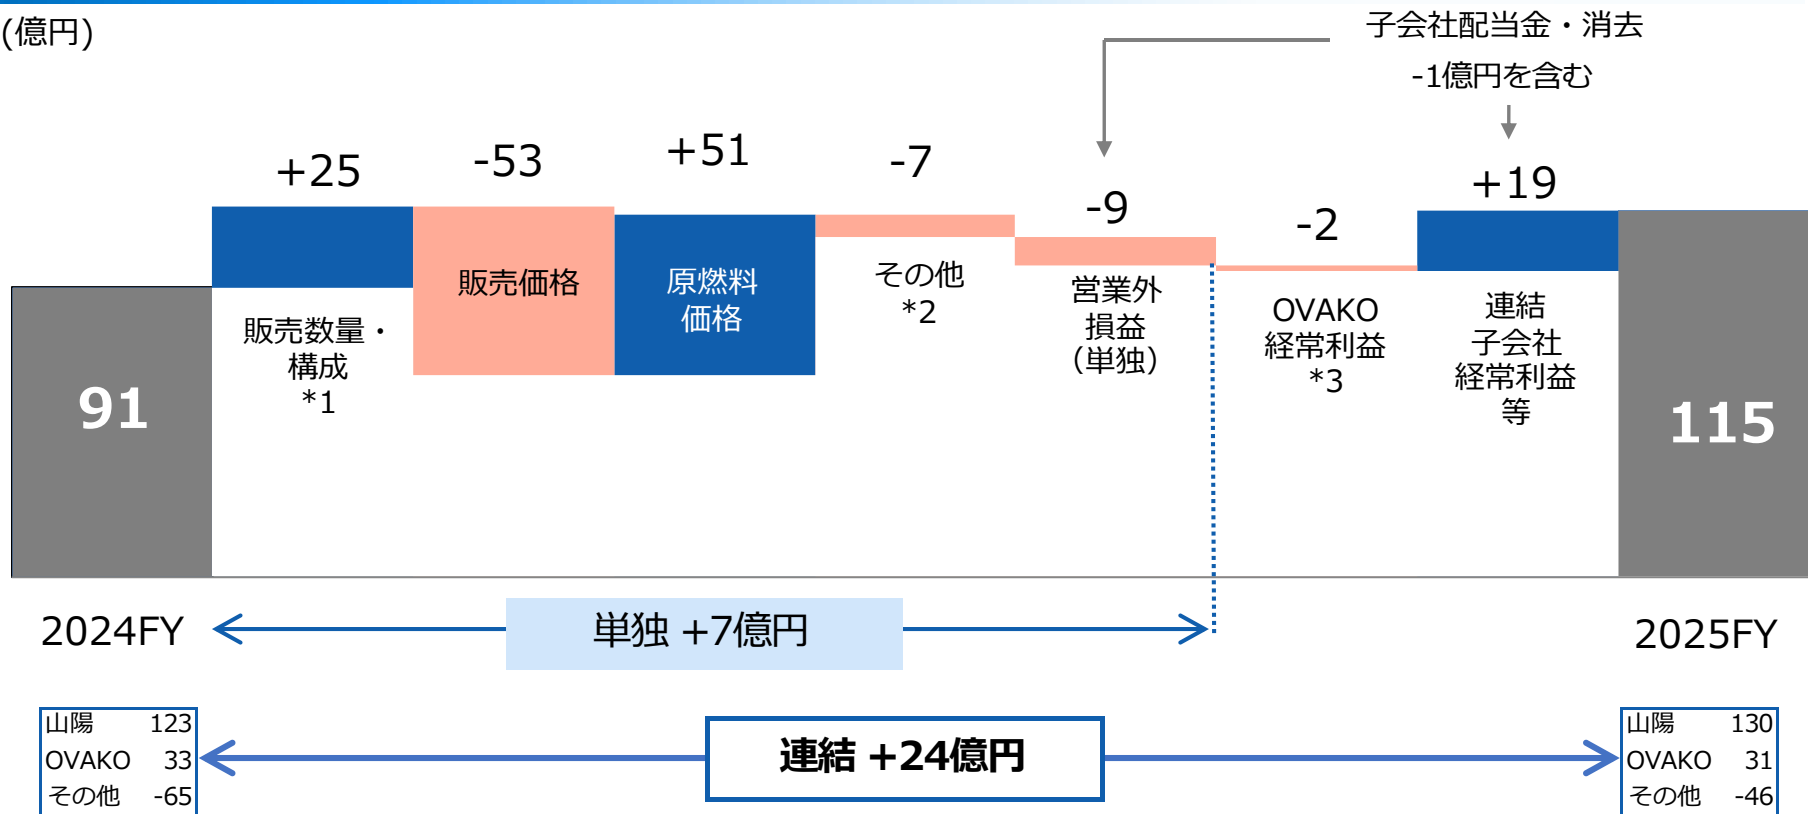 (億円)
子会社配当金・消去
-1億円を含む
+25
-53
+51
-7
-9
-2
+19
販売数量・
構成
*1
販売価格
原燃料
価格
その他
*2
営業外
損益
(単独)
OVAKO
経常利益
*3
連結
子会社
経常利益
等
91
115
2024FY
単独 +7億円
2025FY
山陽 123
OVAKO 33
その他 -65
連結 +24億円
山陽 130
OVAKO 31
その他 -46